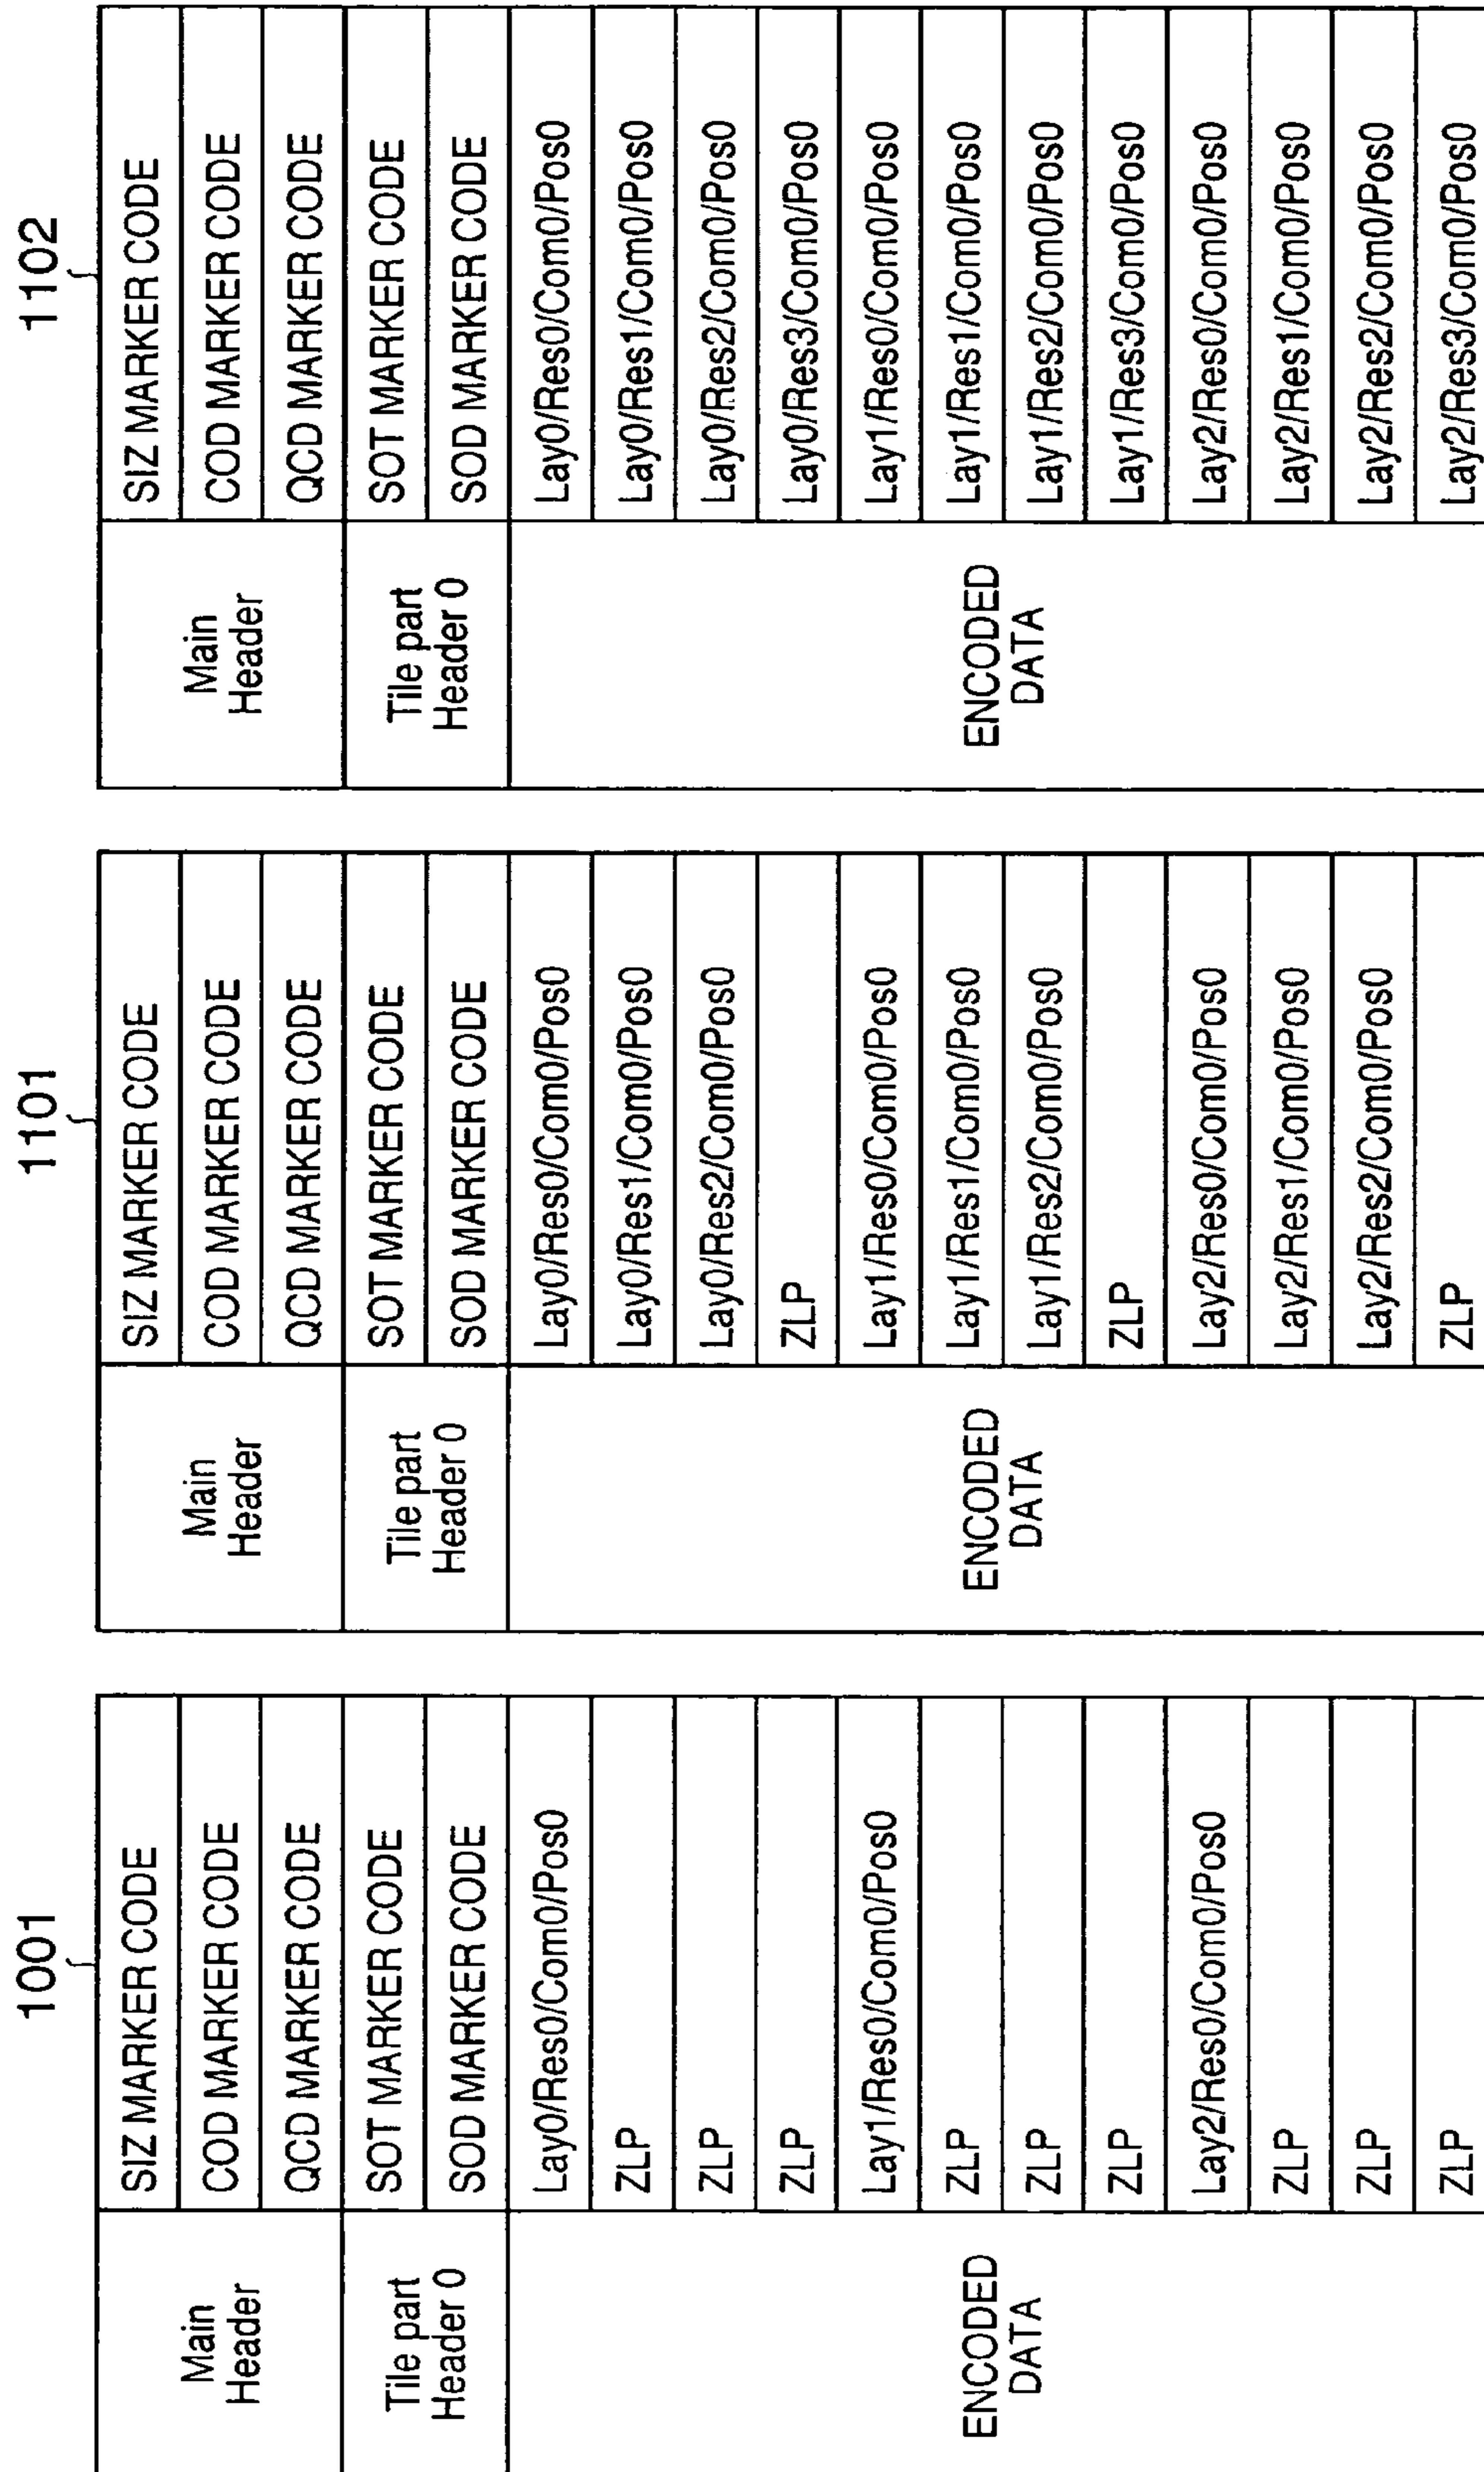 1001
Main
Header
SIZ MARKER CODE
COD MARKER CODE
QCD MARKER CODE
Tile part
Header 0
SOT MARKER CODE
SOD MARKER CODE
ENCODED
DATA
Lay0/Res0/Com0/Pos0
ZLP
ZLP
ZLP
Lay1/Res0/Com0/Pos0
ZLP
ZLP
ZLP
Lay2/Res0/Com0/Pos0
ZLP
ZLP
ZLP
1101
Main
Header
SIZ MARKER CODE
COD MARKER CODE
QCD MARKER CODE
Tile part
Header 0
SOT MARKER CODE
SOD MARKER CODE
ENCODED
DATA
Lay0/Res0/Com0/Pos0
Lay0/Res1/Com0/Pos0
Lay0/Res2/Com0/Pos0
ZLP
Lay1/Res0/Com0/Pos0
Lay1/Res1/Com0/Pos0
Lay1/Res2/Com0/Pos0
ZLP
Lay2/Res0/Com0/Pos0
Lay2/Res1/Com0/Pos0
Lay2/Res2/Com0/Pos0
ZLP
1102
Main
Header
SIZ MARKER CODE
COD MARKER CODE
QCD MARKER CODE
Tile part
Header 0
SOT MARKER CODE
SOD MARKER CODE
ENCODED
DATA
Lay0/Res0/Com0/Pos0
Lay0/Res1/Com0/Pos0
Lay0/Res2/Com0/Pos0
Lay0/Res3/Com0/Pos0
Lay1/Res0/Com0/Pos0
Lay1/Res1/Com0/Pos0
Lay1/Res2/Com0/Pos0
Lay1/Res3/Com0/Pos0
Lay2/Res0/Com0/Pos0
Lay2/Res1/Com0/Pos0
Lay2/Res2/Com0/Pos0
Lay2/Res3/Com0/Pos0